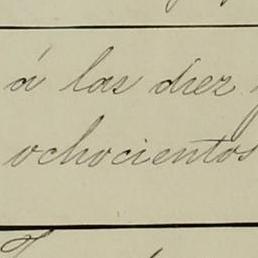 á las diez
ochocientos